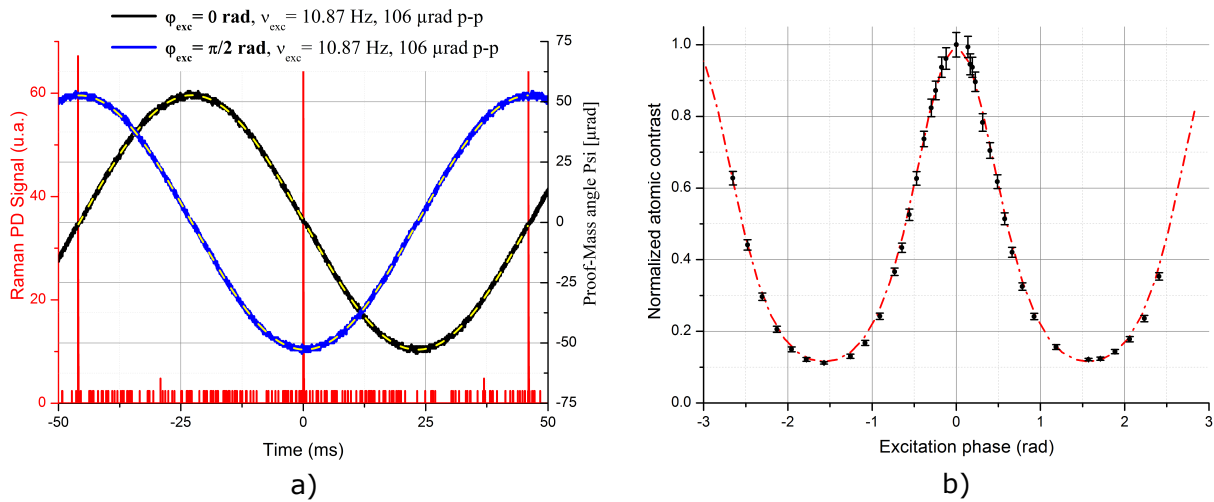 φexc= 0 rad, νexc= 10.87 Hz, 106 µrad p-p
φexc= π/2 rad, νexc= 10.87 Hz, 106 µrad p-p
Raman PD Signal (u.a.)
60
40
20
0
75
50
25
0
-25
-50
-75
Proof-Mass angle Psi [µrad]
-50 -25 0 25 50
Time (ms)
a)
Normalized atomic contrast
1.0
0.8
0.6
0.4
0.2
0.0
-3 -2 -1 0 1 2 3
Excitation phase (rad)
b)